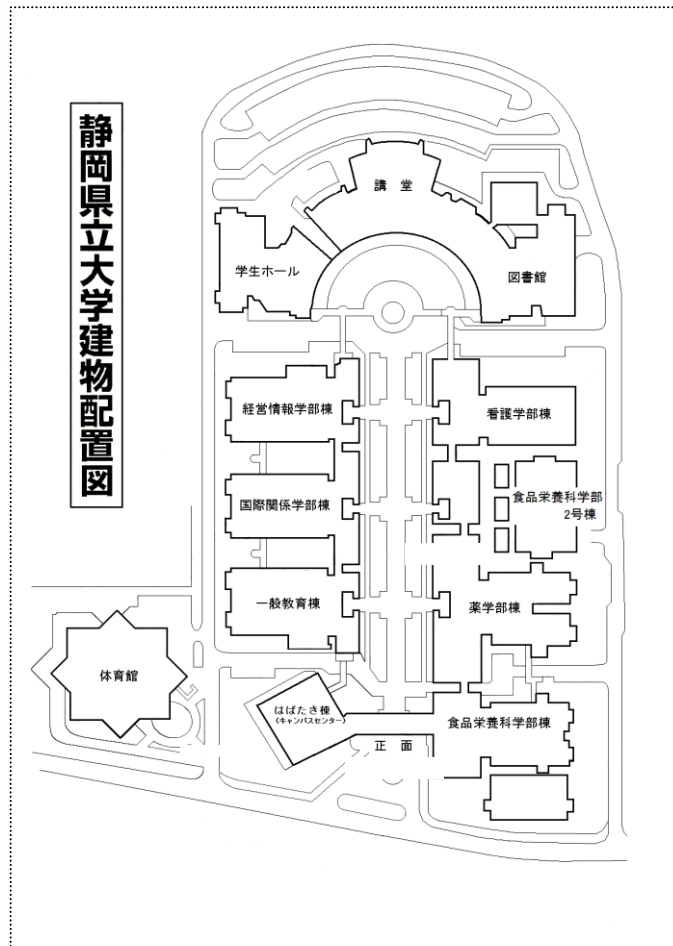 静岡県立大学建物配置図
講堂
学生ホール
図書館
経営情報学部棟
看護学部棟
国際関係学部棟
食品栄養科学部
2号棟
一般教育棟
薬学部棟
体育館
はばたき棟
(キャンパスセンター)
食品栄養科学部棟
正面